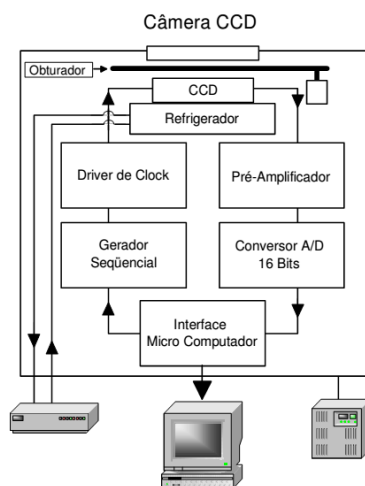 Câmera CCD
Obturador
CCD
Refrigerador
Driver de Clock
Pré-Amplificador
Gerador
Seqüencial
Conversor A/D
16 Bits
Interface
Micro Computador